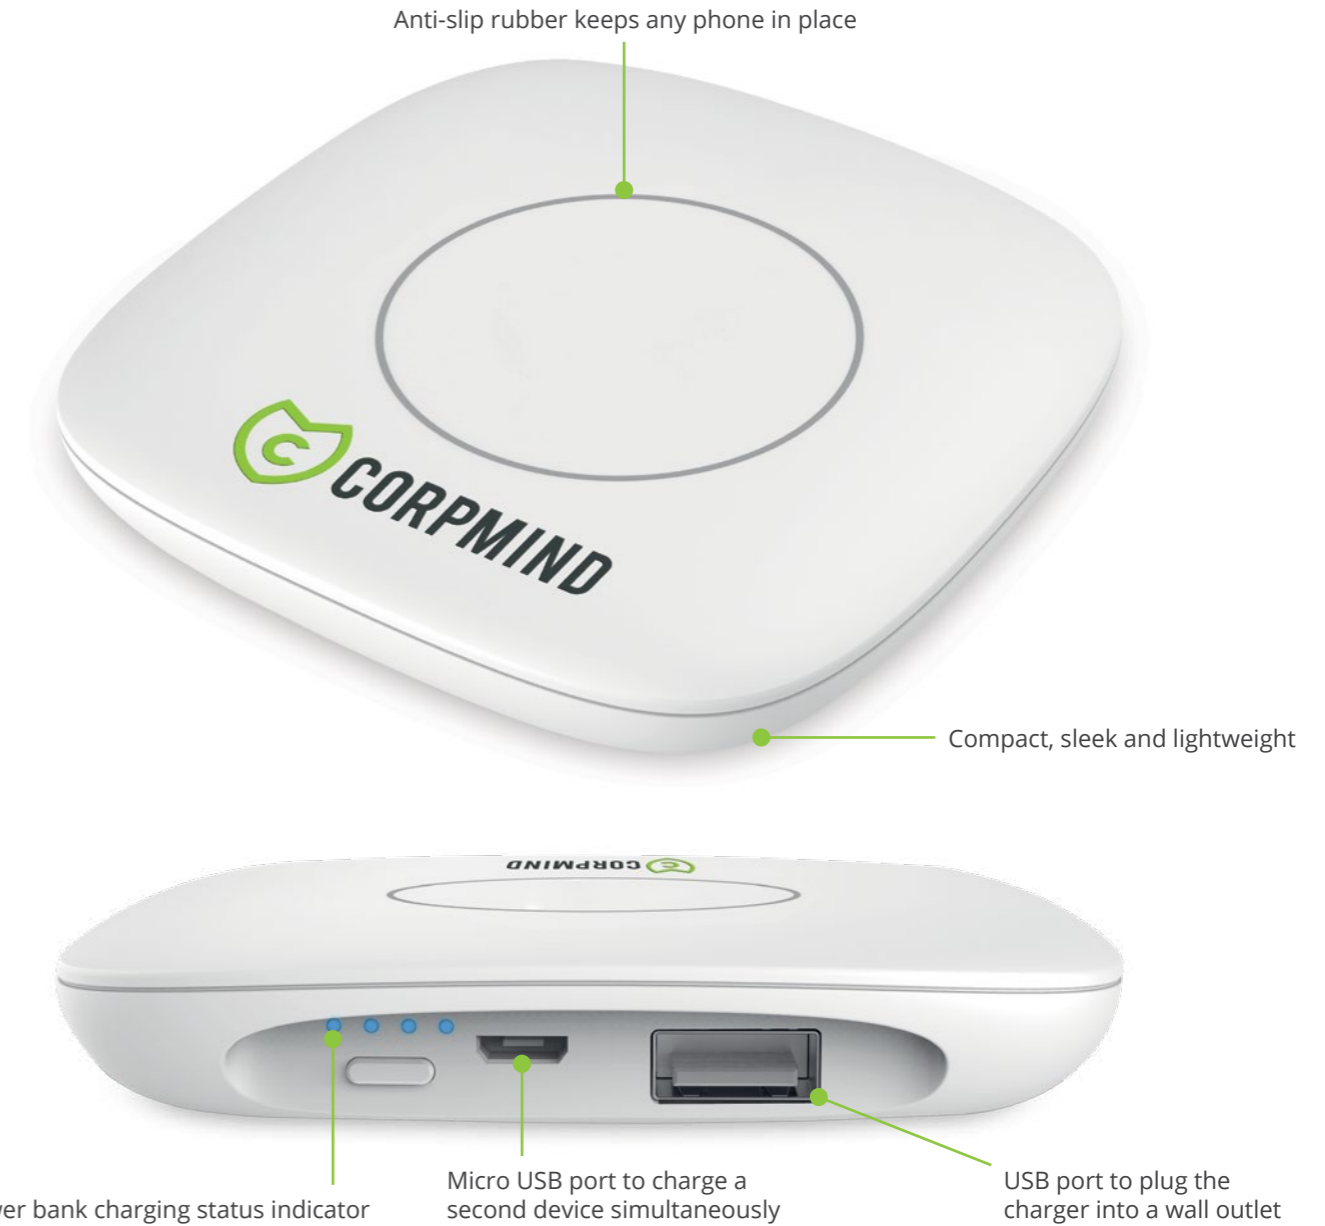 Anti-slip rubber keeps any phone in place
C
CORPMIND
Compact, sleek and lightweight
CORPMIND C
er bank charging status indicator
Micro USB port to charge a
second device simultaneously
USB port to plug the
charger into a wall outlet